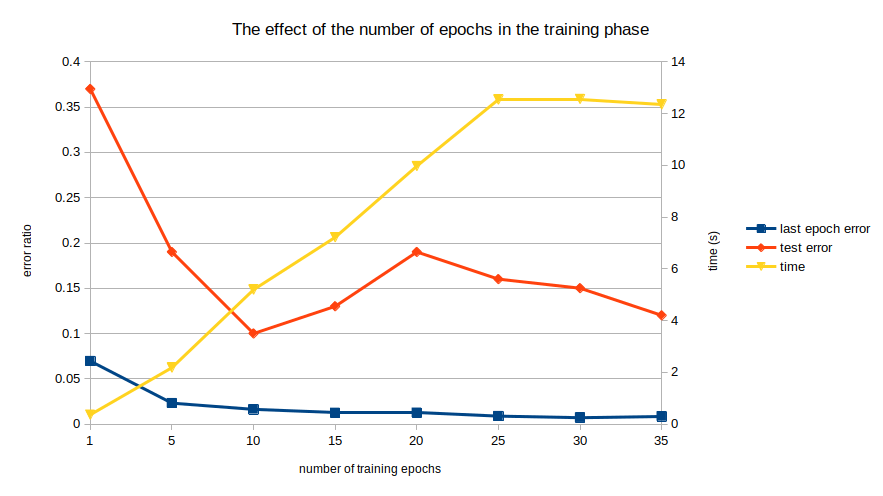 The effect of the number of epochs in the training phase
0.4
0.35
0.3
0.25
0.2
0.15
0.1
0.05
0
error ratio
14
12
10
8
6
4
2
0
time (s)
1 5 10 15 20 25 30 35
number of training epochs
last epoch error
test error
time